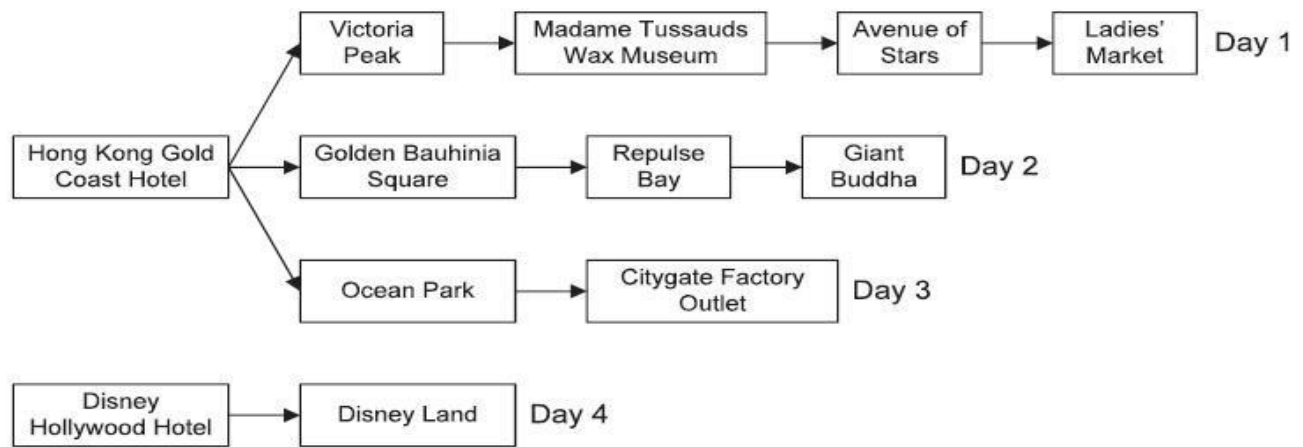 Victoria
Peak
Madame Tussauds
Wax Museum
Avenue of
Stars
Ladies'
Market
Day 1
Hong Kong Gold
Coast Hotel
Golden Bauhinia
Square
Repulse
Bay
Giant
Buddha
Day 2
Ocean Park
Citygate Factory
Outlet
Day 3
Disney
Hollywood Hotel
Disney Land
Day 4